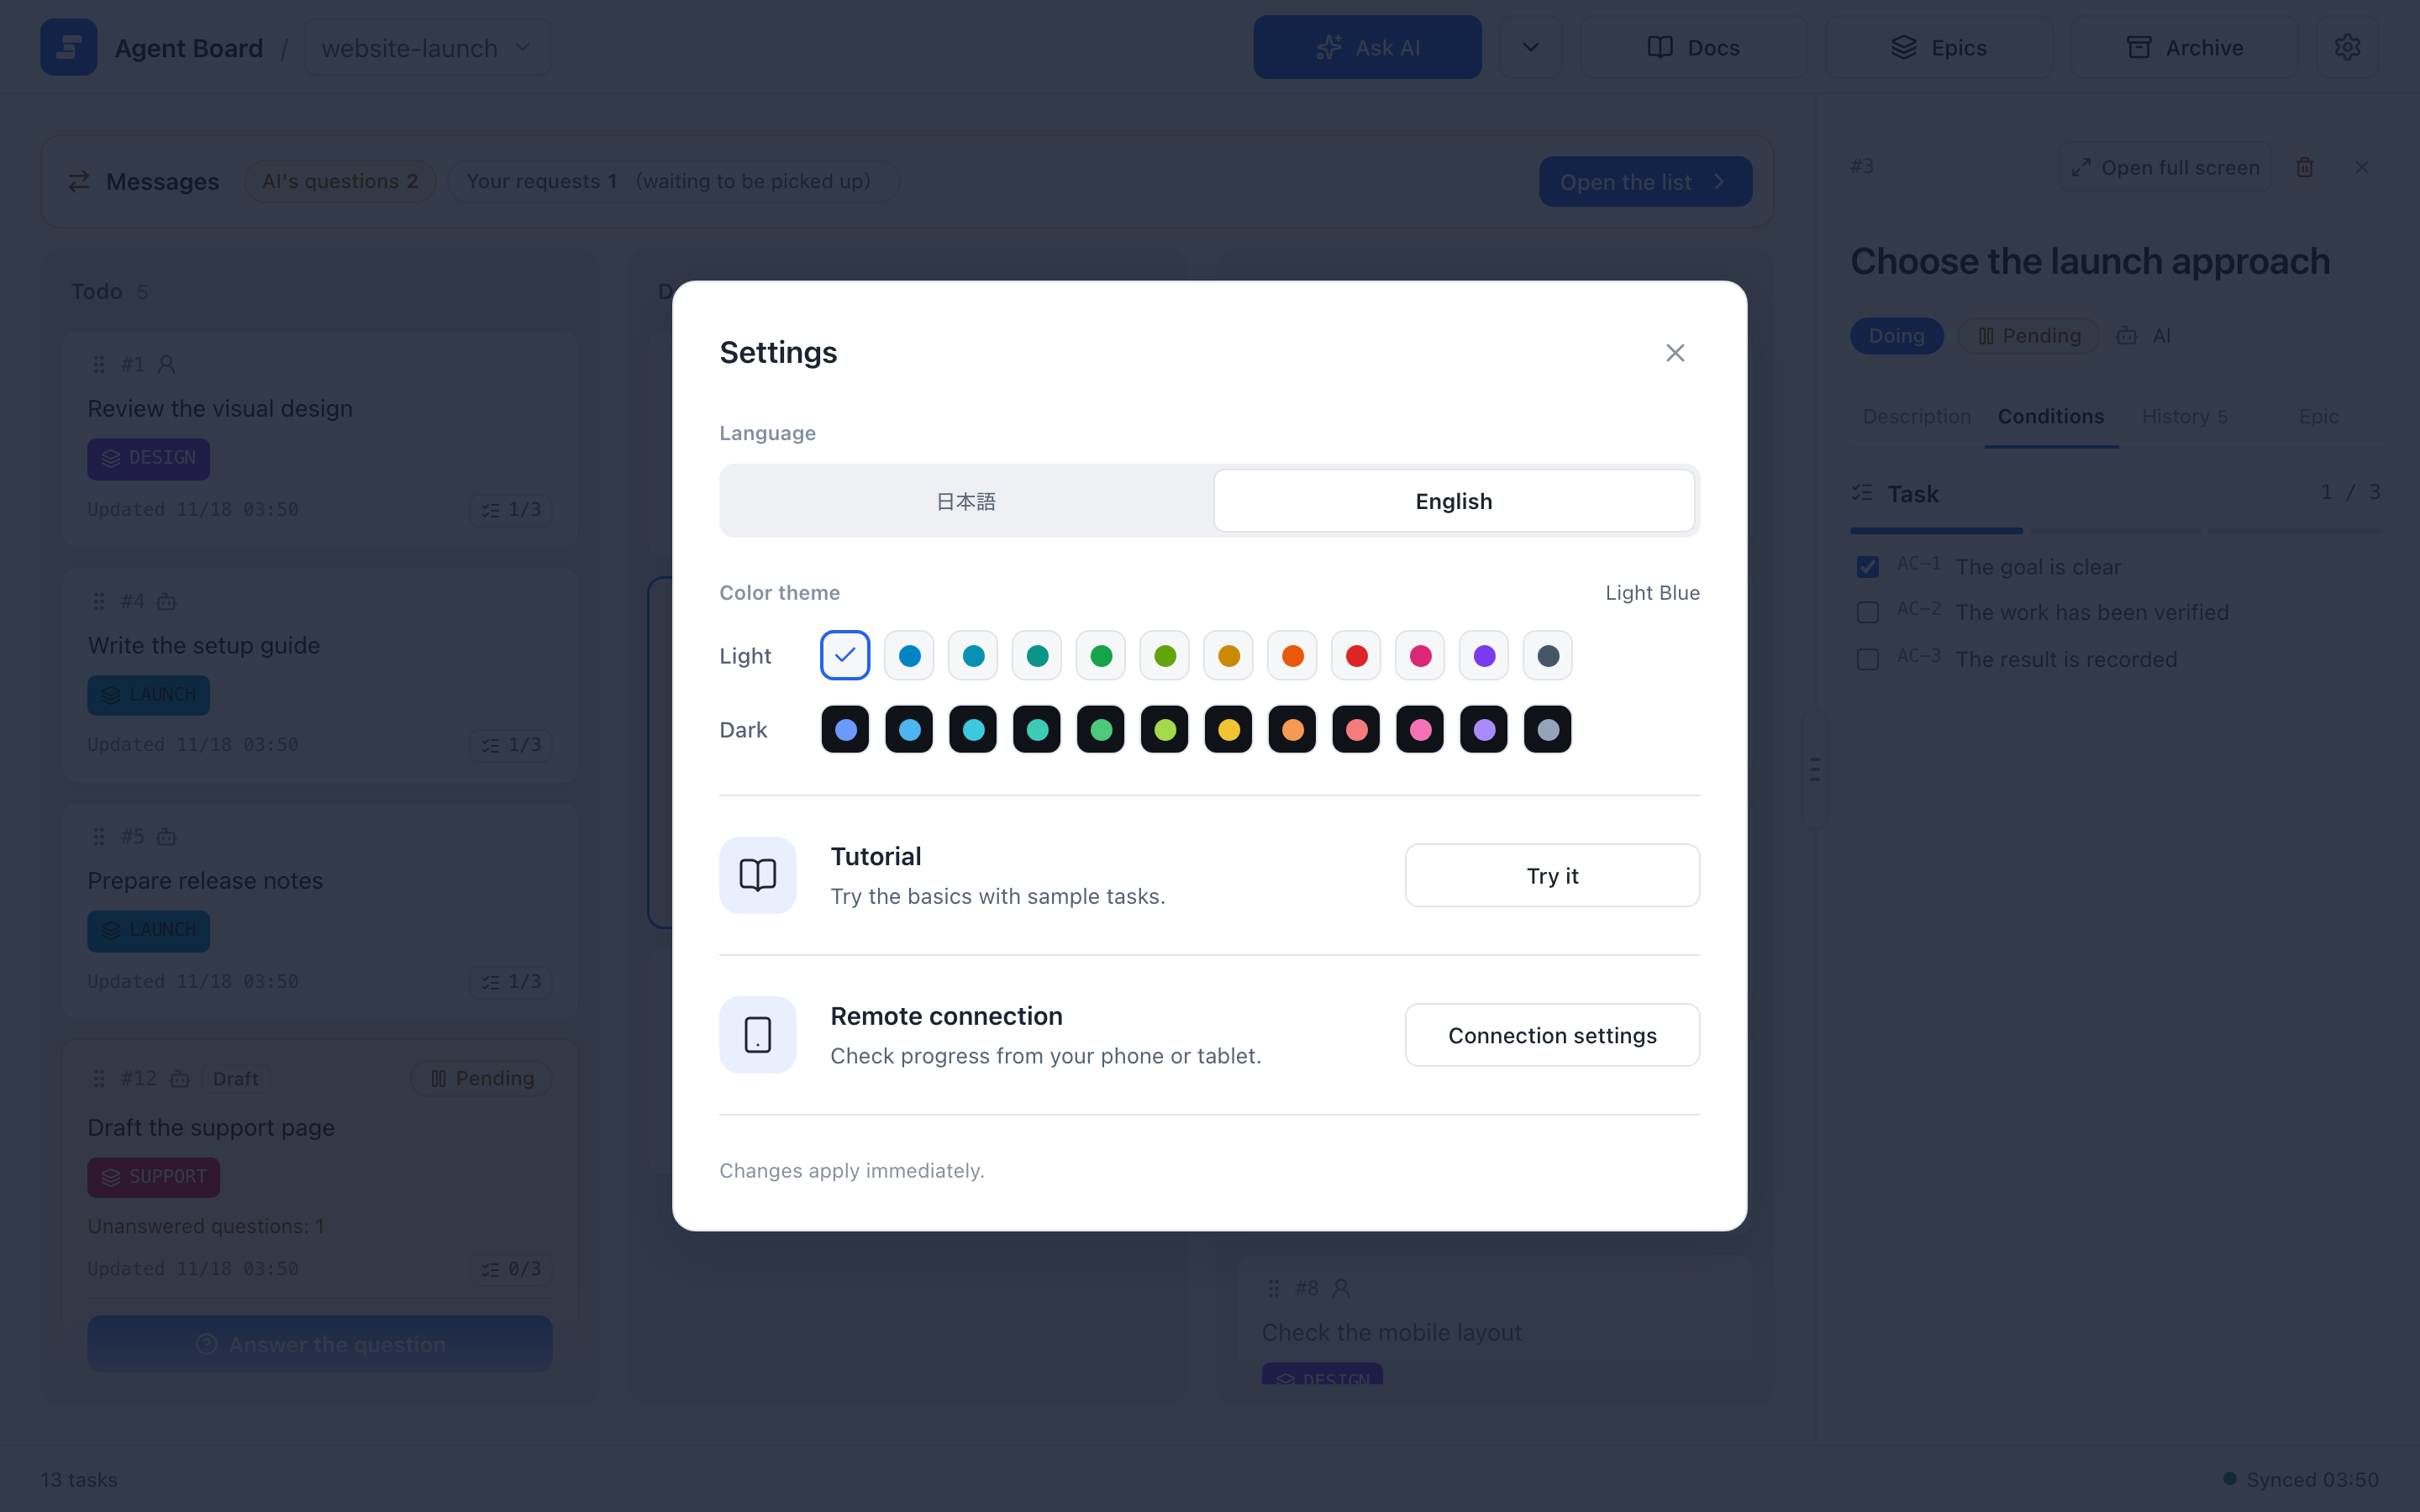 Agent Board / website-launch
Ask AI
Docs
Epics
Archive
Messages
AI's questions 2
Your requests 1 (waiting to be picked up)
Open the list
Todo 5
#1
Review the visual design
DESIGN
Updated 11/18 03:50
1/3
#4
Write the setup guide
LAUNCH
Updated 11/18 03:50
1/3
#5
Prepare release notes
LAUNCH
Updated 11/18 03:50
1/3
#12
Draft
Pending
Draft the support page
SUPPORT
Unanswered questions: 1
Updated 11/18 03:50
0/3
Answer the question
D
Settings
Language
日本語
English
Color theme
Light Blue
Light
Dark
Tutorial
Try the basics with sample tasks.
Try it
Remote connection
Check progress from your phone or tablet.
Connection settings
Changes apply immediately.
#8
Check the mobile layout
DESIGN
#3
Open full screen
Choose the launch approach
Doing
Pending
AI
Description
Conditions
History 5
Epic
Task
1 / 3
AC-1 The goal is clear
AC-2 The work has been verified
AC-3 The result is recorded
13 tasks
Synced 03:50